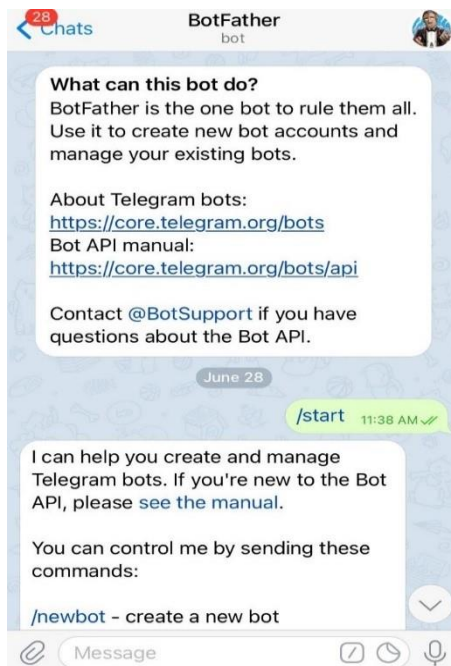 28
Chats
BotFather
bot
What can this bot do?
BotFather is the one bot to rule them all.
Use it to create new bot accounts and
manage your existing bots.
About Telegram bots:
https://core.telegram.org/bots
Bot API manual:
https://core.telegram.org/bots/api
Contact @BotSupport if you have
questions about the Bot API.
June 28
/start 11:38 AM
I can help you create and manage
Telegram bots. If you're new to the Bot
API, please see the manual.
You can control me by sending these
commands:
/newbot - create a new bot
Message